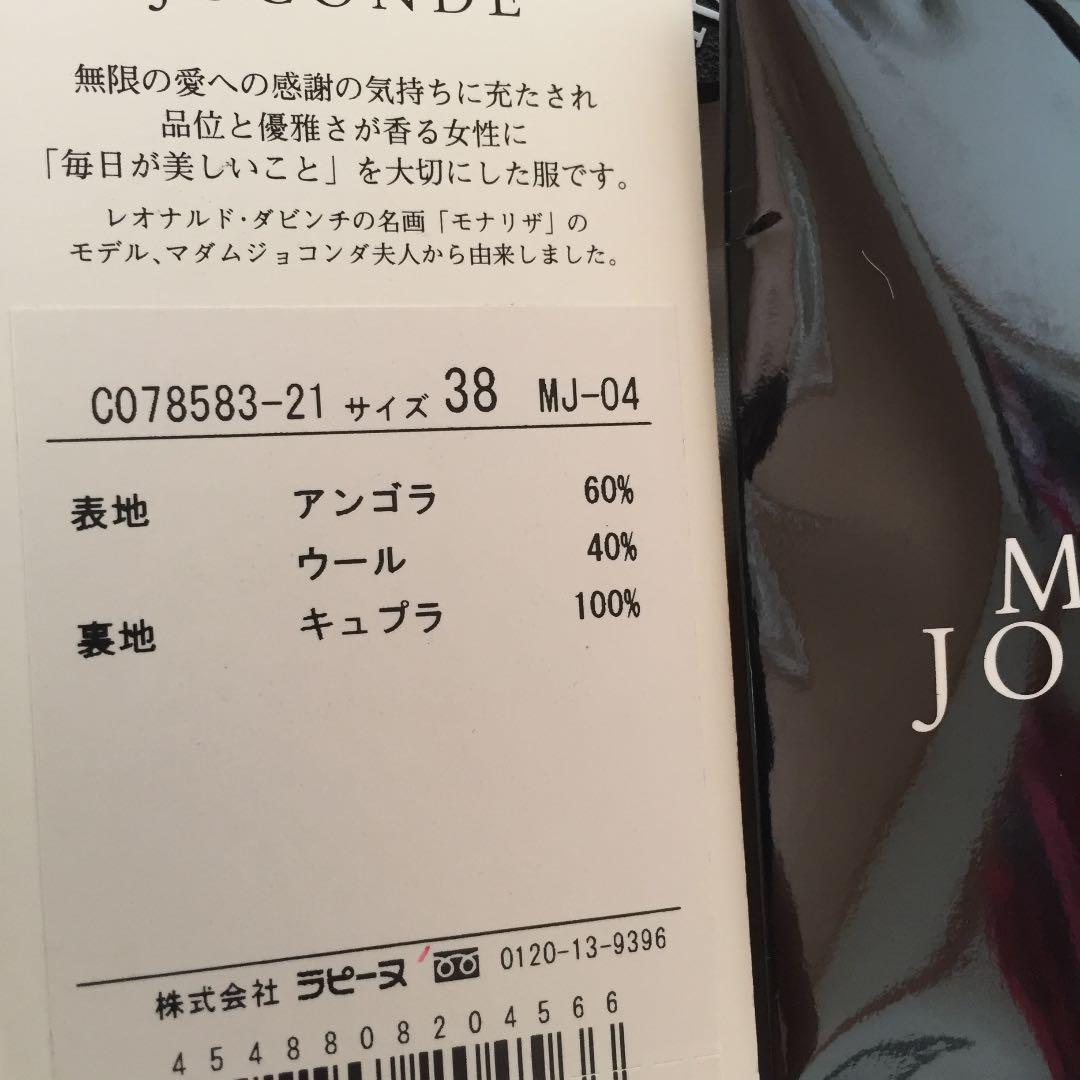 JOCONDE
無限の愛への感謝の気持ちに充たされ
品位と優雅さが香る女性に
「毎日が美しいこと」を大切にした服です。
レオナルド・ダビンチの名画「モナリザ」の
モデル、マダムジョコンダ夫人から由来しました。
C078583-21 サイズ 38 MJ-04
表地 アンゴラ 60%
ウール 40%
裏地 キュプラ 100%
株式会社 ラピーヌ 0120-13-9396
4548808204566
M
JO